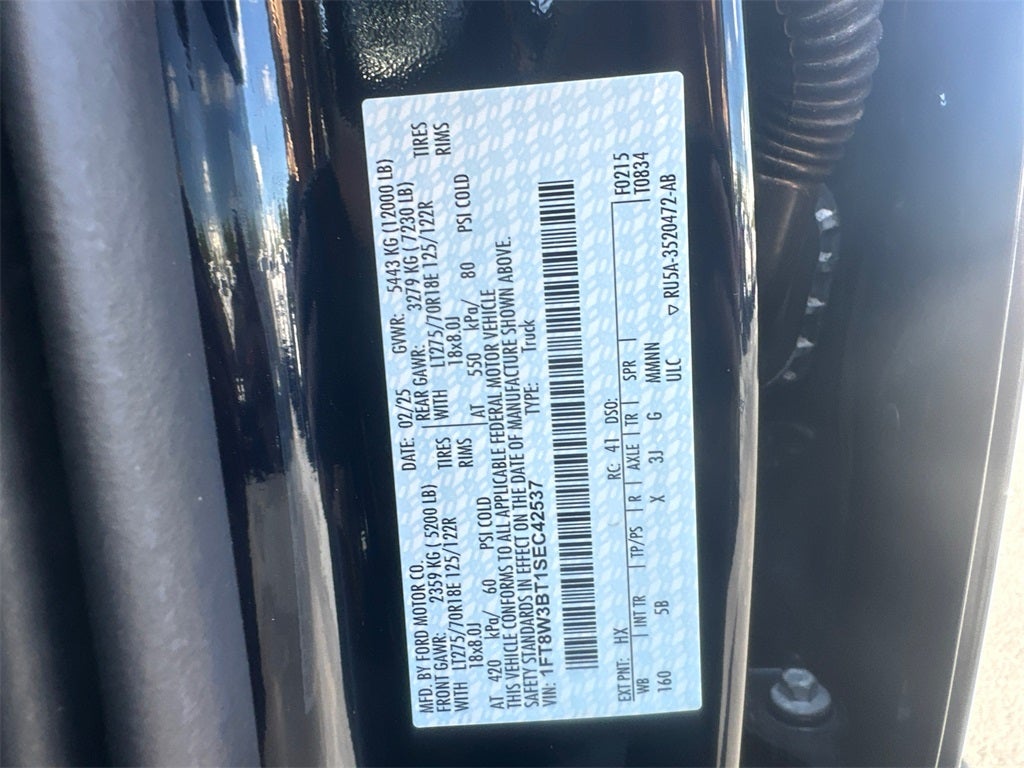 MFD. BY FORD MOTOR CO. DATE: 02/25 GVWR: 5443 KG (12000 LB)
FRONT GAWR: 2359 KG ( 5200 LB) REAR GAWR: 3279 KG ( 7230 LB)
WITH LT275/70R18E 125/122R TIRES WITH LT275/70R18E 125/122R TIRES
18x8.0J RIMS 18x8.0J RIMS
AT 420 kPa/ 60 PSI COLD AT 550 kPa/ 80 PSI COLD
THIS VEHICLE CONFORMS TO ALL APPLICABLE FEDERAL MOTOR VEHICLE
SAFETY STANDARDS IN EFFECT ON THE DATE OF MANUFACTURE SHOWN ABOVE.
VIN: 1FT8W3BT1SEC42537 TYPE: Truck
EXT PNT: HX RC 41 DSO: F0215
WB INT TR TP/PS R AXLE TR SPR T0834
160 5B X 3J G MMNN
ULC RU5A-3520472-AB